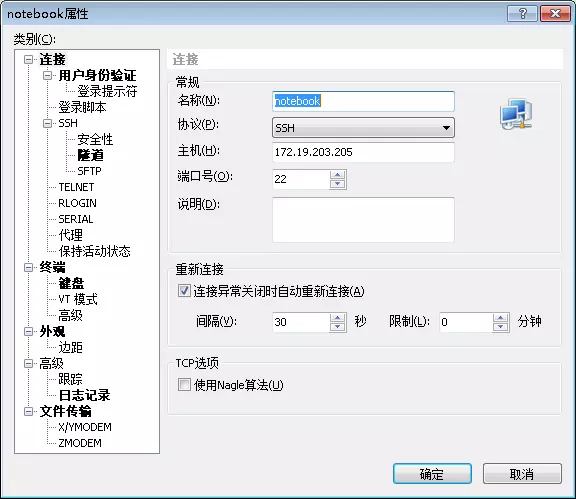 notebook属性
类别(C):
连接
用户身份验证
登录提示符
登录脚本
SSH
安全性
隧道
SFTP
TELNET
RLOGIN
SERIAL
代理
保持活动状态
终端
键盘
VT 模式
高级
外观
边距
高级
跟踪
日志记录
文件传输
X/YMODEM
ZMODEM
连接
常规
名称(N): notebook
协议(P): SSH
主机(H): 172.19.203.205
端口号(O): 22
说明(D):
重新连接
连接异常关闭时自动重新连接(A)
间隔(V): 30 秒 限制(L): 0 分钟
TCP选项
使用Nagle算法(U)
确定 取消